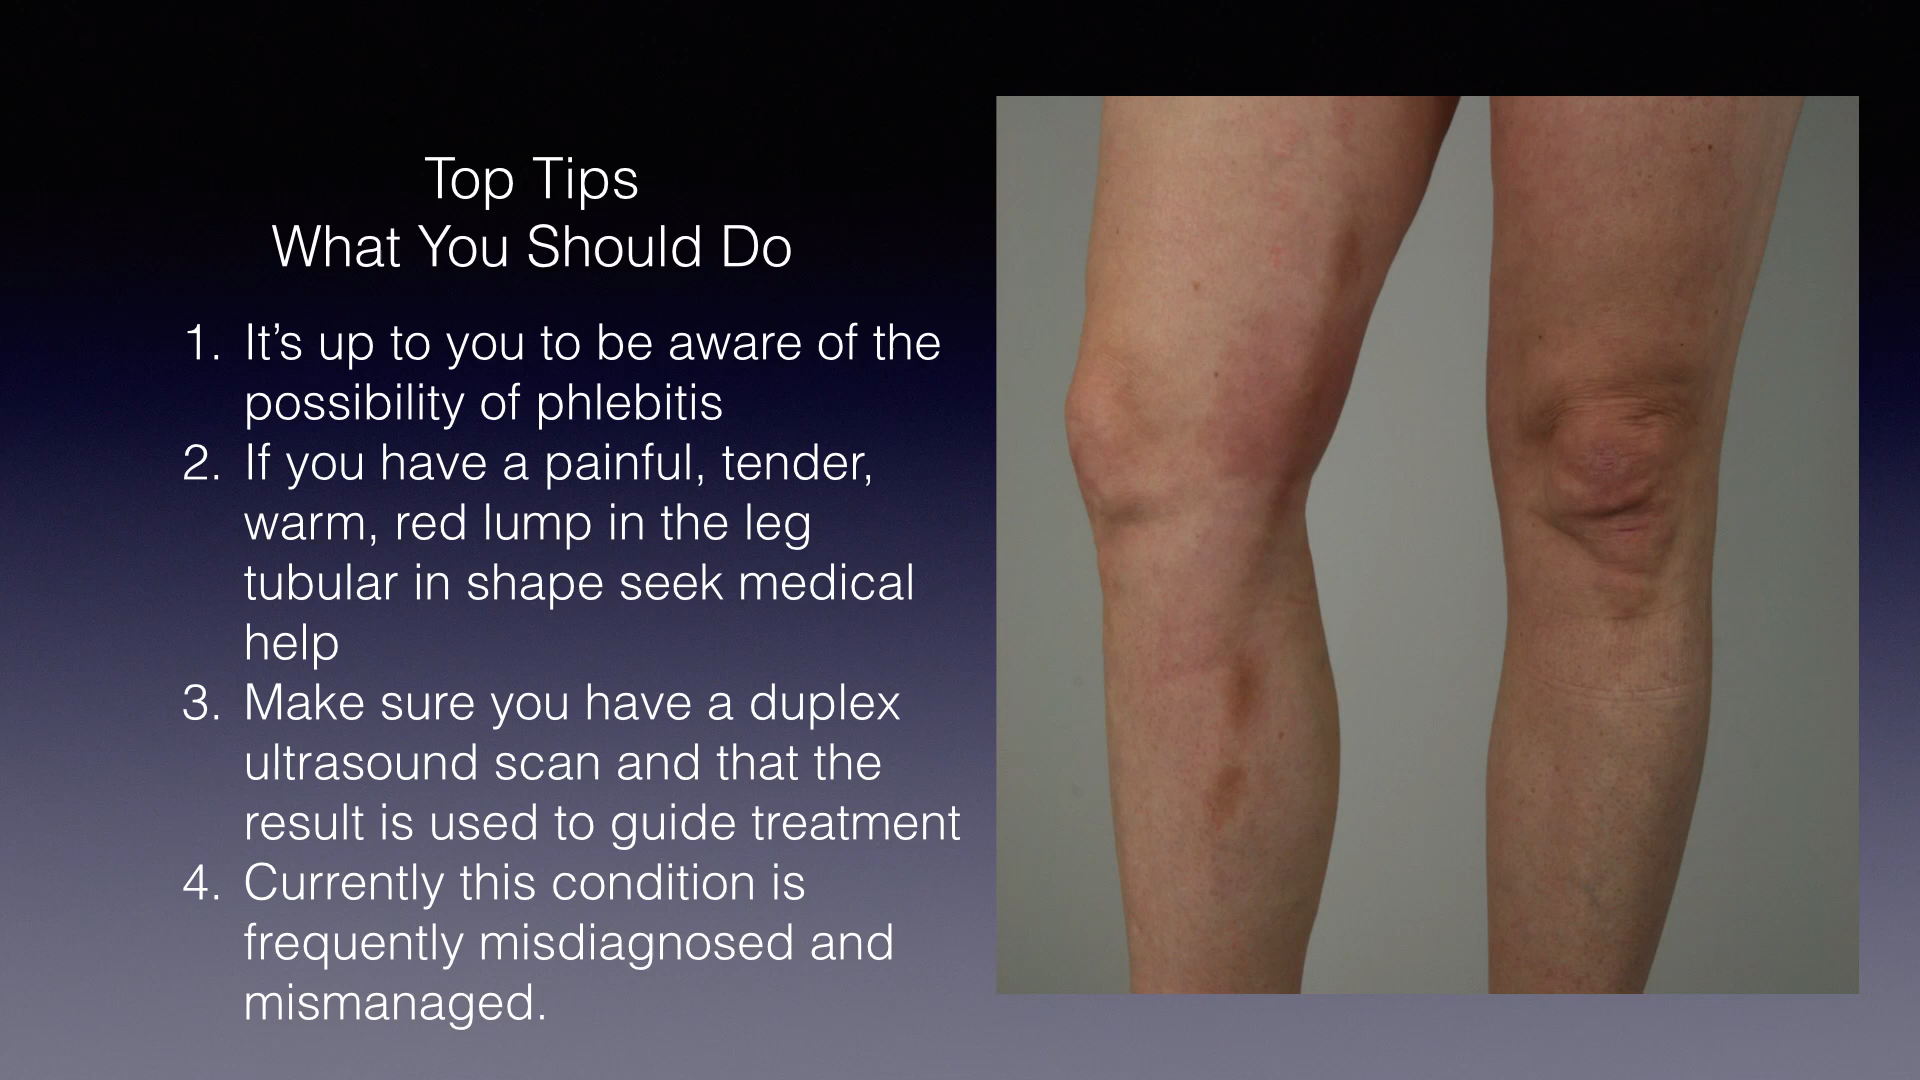 Top Tips
What You Should Do
1. It’s up to you to be aware of the
possibility of phlebitis
2. If you have a painful, tender,
warm, red lump in the leg
tubular in shape seek medical
help
3. Make sure you have a duplex
ultrasound scan and that the
result is used to guide treatment
4. Currently this condition is
frequently misdiagnosed and
mismanaged.